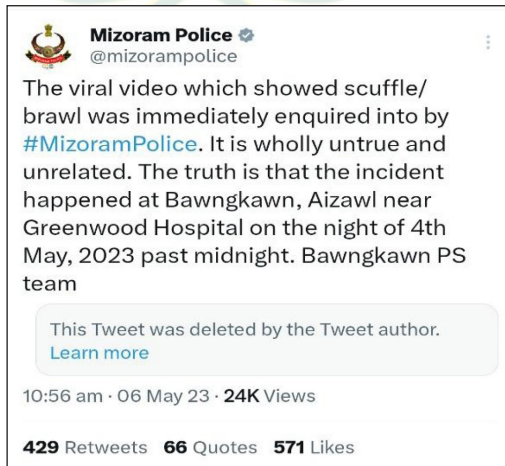 Mizoram Police
@mizorampolice
The viral video which showed scuffle/
brawl was immediately enquired into by
#MizoramPolice. It is wholly untrue and
unrelated. The truth is that the incident
happened at Bawngkawn, Aizawl near
Greenwood Hospital on the night of 4th
May, 2023 past midnight. Bawngkawn PS
team
This Tweet was deleted by the Tweet author.
Learn more
10:56 am · 06 May 23 · 24K Views
429 Retweets 66 Quotes 571 Likes